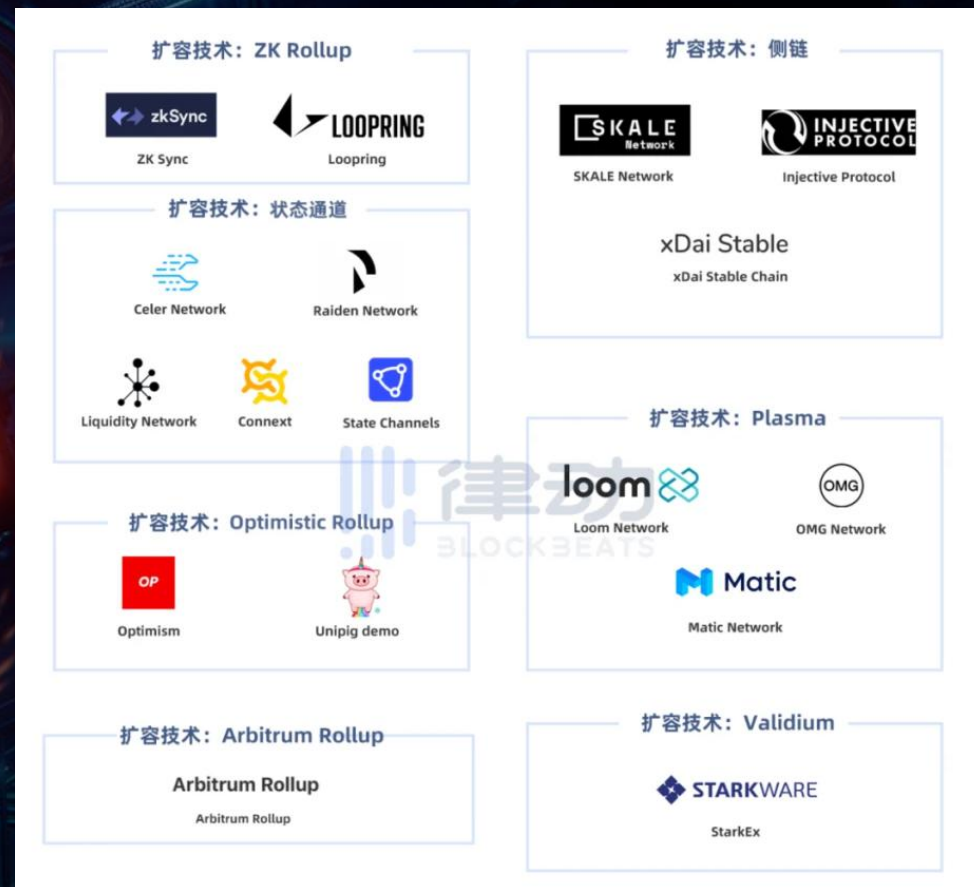 扩容技术：ZK Rollup
zkSync
LOOPRING
ZK Sync
Loopring
扩容技术：状态通道
Celer Network
Raiden Network
Liquidity Network
Connext
State Channels
扩容技术：Optimistic Rollup
OP
Optimism
Unipig demo
扩容技术：Arbitrum Rollup
Arbitrum Rollup
Arbitrum Rollup
扩容技术：侧链
SKALE
Network
INJECTIVE
PROTOCOL
SKALE Network
Injective Protocol
xDai Stable
xDai Stable Chain
扩容技术：Plasma
loom
OMG
Loom Network
OMG Network
Matic
Matic Network
扩容技术：Validium
STARKWARE
StarkEx
律动
BLOCKBEATS